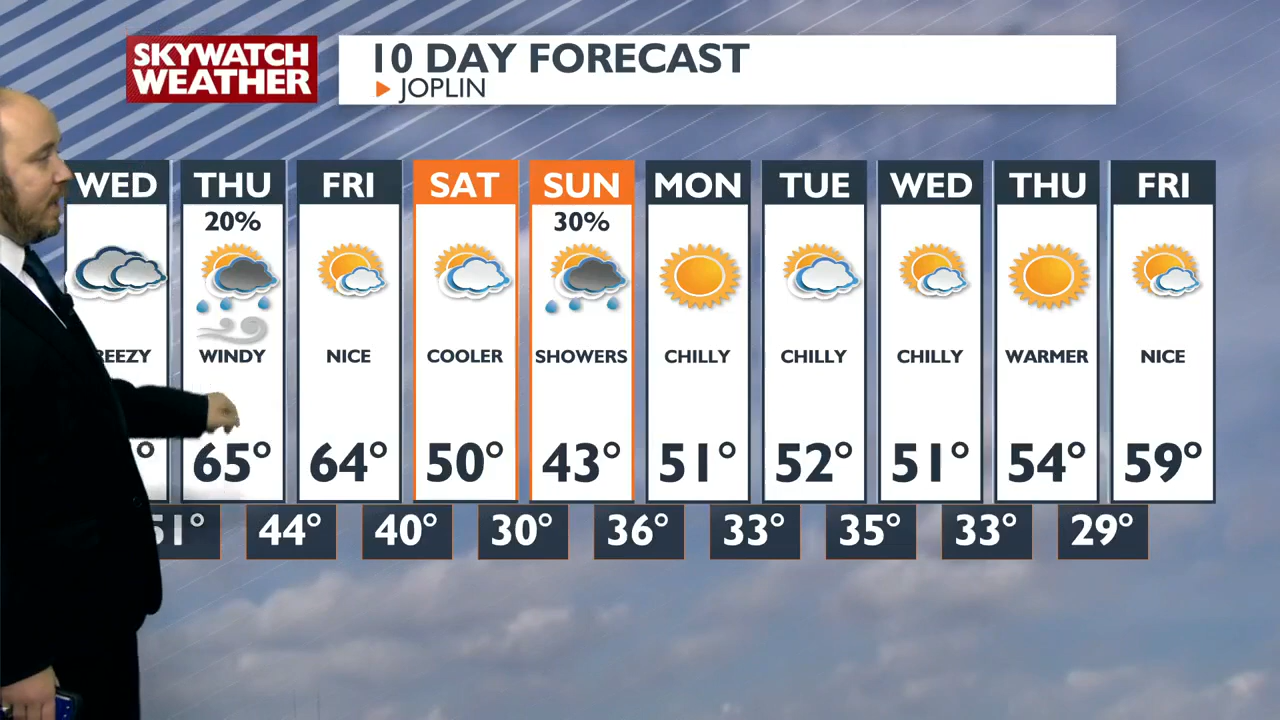 SKYWATCH
WEATHER
10 DAY FORECAST
JOPLIN
WED THU FRI SAT SUN MON TUE WED THU FRI
20% 30%
WINDY NICE COOLER SHOWERS CHILLY CHILLY CHILLY WARMER NICE
65° 64° 50° 43° 51° 52° 51° 54° 59°
51° 44° 40° 30° 36° 33° 35° 33° 29°